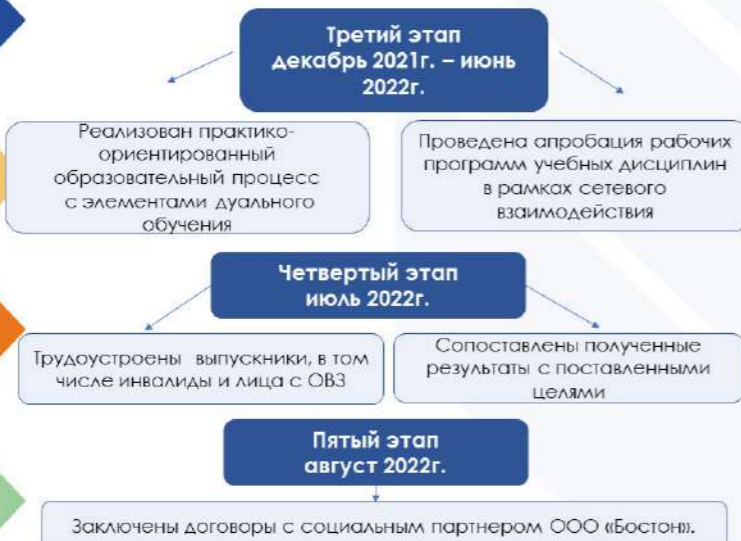 Третий этап
декабрь 2021г. – июнь
2022г.
Реализован практико-
ориентированный
образовательный процесс
с элементами дуального
обучения
Проведена апробация рабочих
программ учебных дисциплин
в рамках сетевого
взаимодействия
Четвертый этап
июль 2022г.
Трудоустроены выпускники, в том
числе инвалиды и лица с ОВЗ
Сопоставлены полученные
результаты с поставленными
целями
Пятый этап
август 2022г.
Заключены договоры с социальным партнером ООО «Бостон».